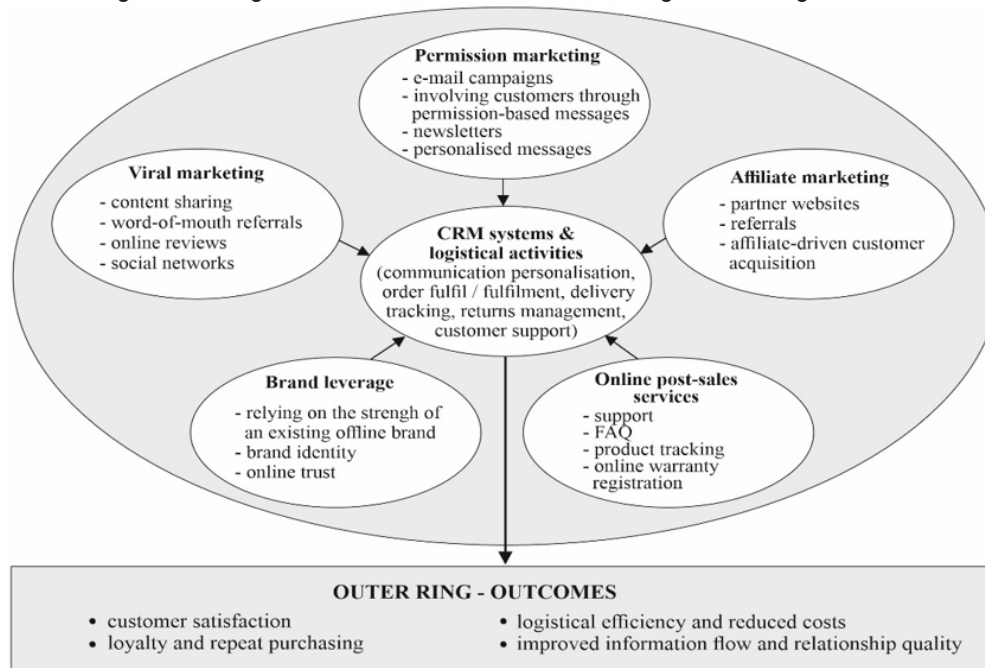 Permission marketing
- e-mail campaigns
- involving customers through
permission-based messages
- newsletters
- personalised messages
Viral marketing
- content sharing
- word-of-mouth referrals
- online reviews
- social networks
Affiliate marketing
- partner websites
- referrals
- affiliate-driven customer
acquisition
CRM systems &
logistical activities
(communication personalisation,
order fulfil / fulfilment, delivery
tracking, returns management,
customer support)
Brand leverage
- relying on the strengh of
an existing offline brand
- brand identity
- online trust
Online post-sales
services
- support
- FAQ
- product tracking
- online warranty
registration
OUTER RING - OUTCOMES
• customer satisfaction
• loyalty and repeat purchasing
• logistical efficiency and reduced costs
• improved information flow and relationship quality